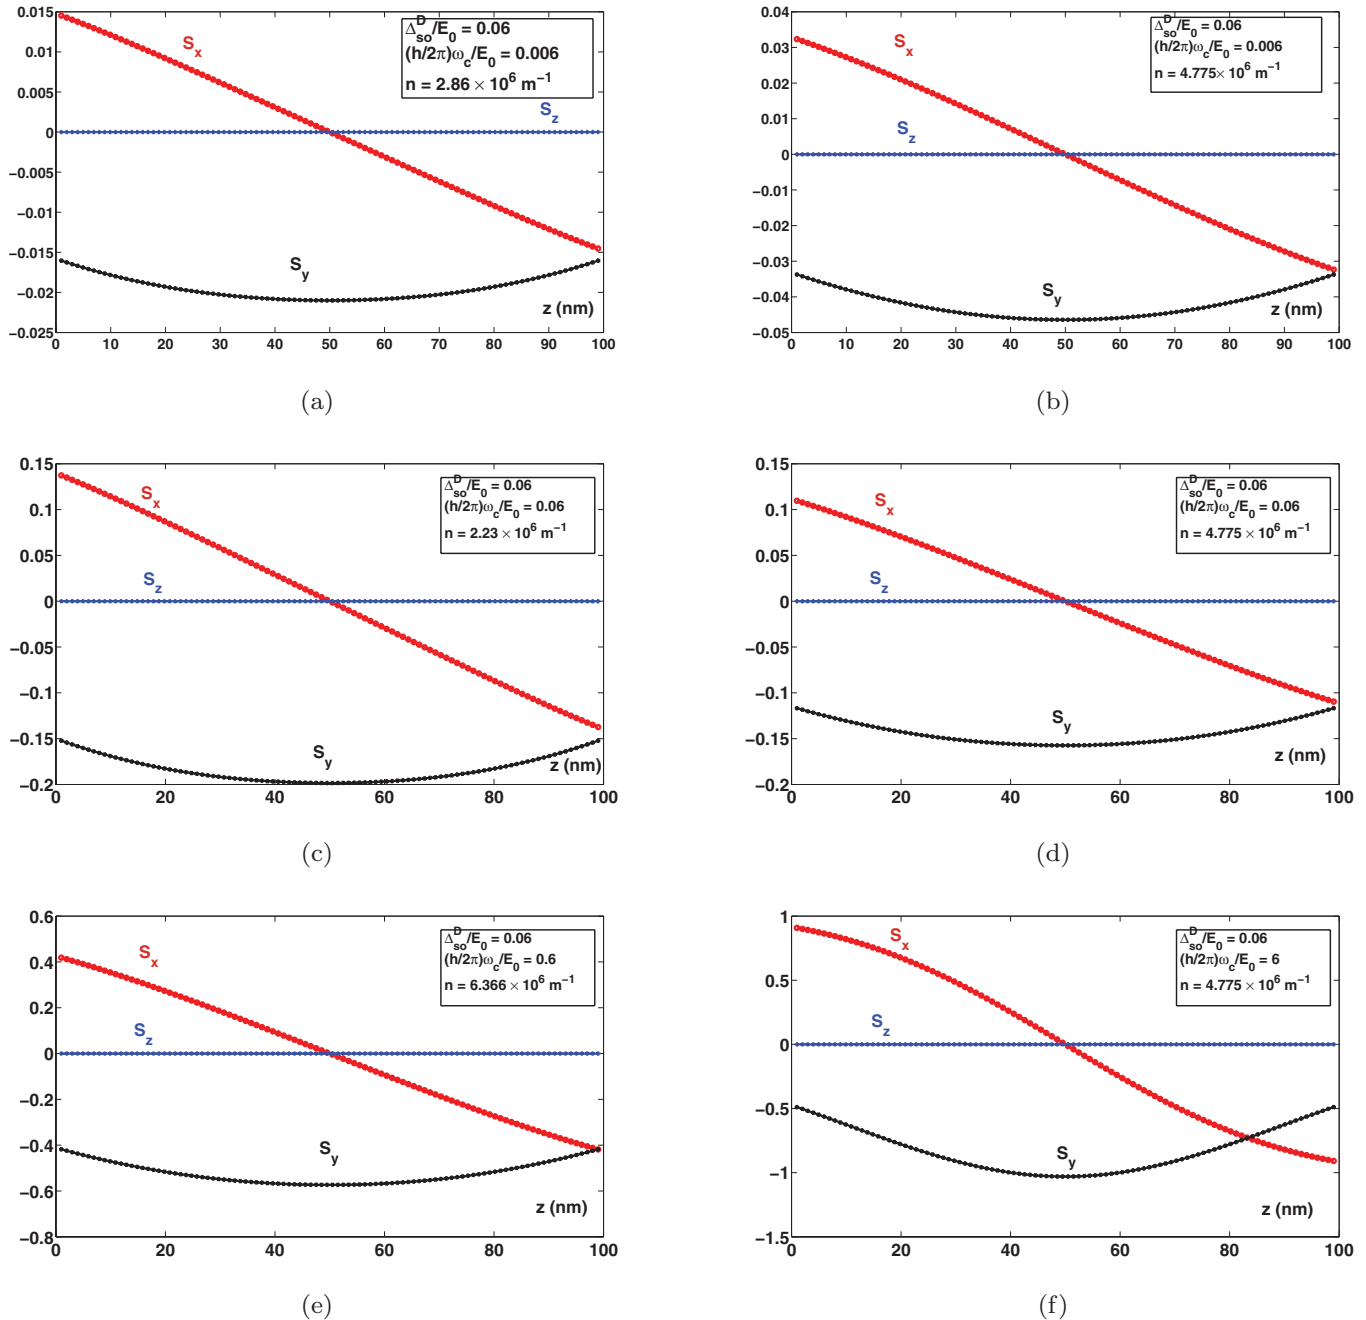 0.015
0.01
0.005
0
−0.005
−0.01
−0.015
−0.02
−0.025
0 10 20 30 40 50 60 70 80 90 100
S_x
S_z
S_y
z (nm)
Δ_so^D/E_0 = 0.06
(h/2π)ω_c/E_0 = 0.006
n = 2.86 × 10^6 m^−1
(a)
0.04
0.03
0.02
0.01
0
−0.01
−0.02
−0.03
−0.04
−0.05
0 10 20 30 40 50 60 70 80 90 100
S_x
S_z
S_y
z (nm)
Δ_so^D/E_0 = 0.06
(h/2π)ω_c/E_0 = 0.006
n = 4.775× 10^6 m^−1
(b)
0.15
0.1
0.05
0
−0.05
−0.1
−0.15
−0.2
0 20 40 60 80 100
S_x
S_z
S_y
z (nm)
Δ_so^D/E_0 = 0.06
(h/2π)ω_c/E_0 = 0.06
n = 2.23 × 10^6 m^−1
(c)
0.15
0.1
0.05
0
−0.05
−0.1
−0.15
−0.2
0 20 40 60 80 100
S_x
S_z
S_y
z (nm)
Δ_so^D/E_0 = 0.06
(h/2π)ω_c/E_0 = 0.06
n = 4.775 × 10^6 m^−1
(d)
0.6
0.4
0.2
0
−0.2
−0.4
−0.6
−0.8
0 20 40 60 80 100
S_x
S_z
S_y
z (nm)
Δ_so^D/E_0 = 0.06
(h/2π)ω_c/E_0 = 0.6
n = 6.366 × 10^6 m^−1
(e)
1
0.5
0
−0.5
−1
−1.5
0 20 40 60 80 100
S_x
S_z
S_y
z (nm)
Δ_so^D/E_0 = 0.06
(h/2π)ω_c/E_0 = 6
n = 4.775 × 10^6 m^−1
(f)